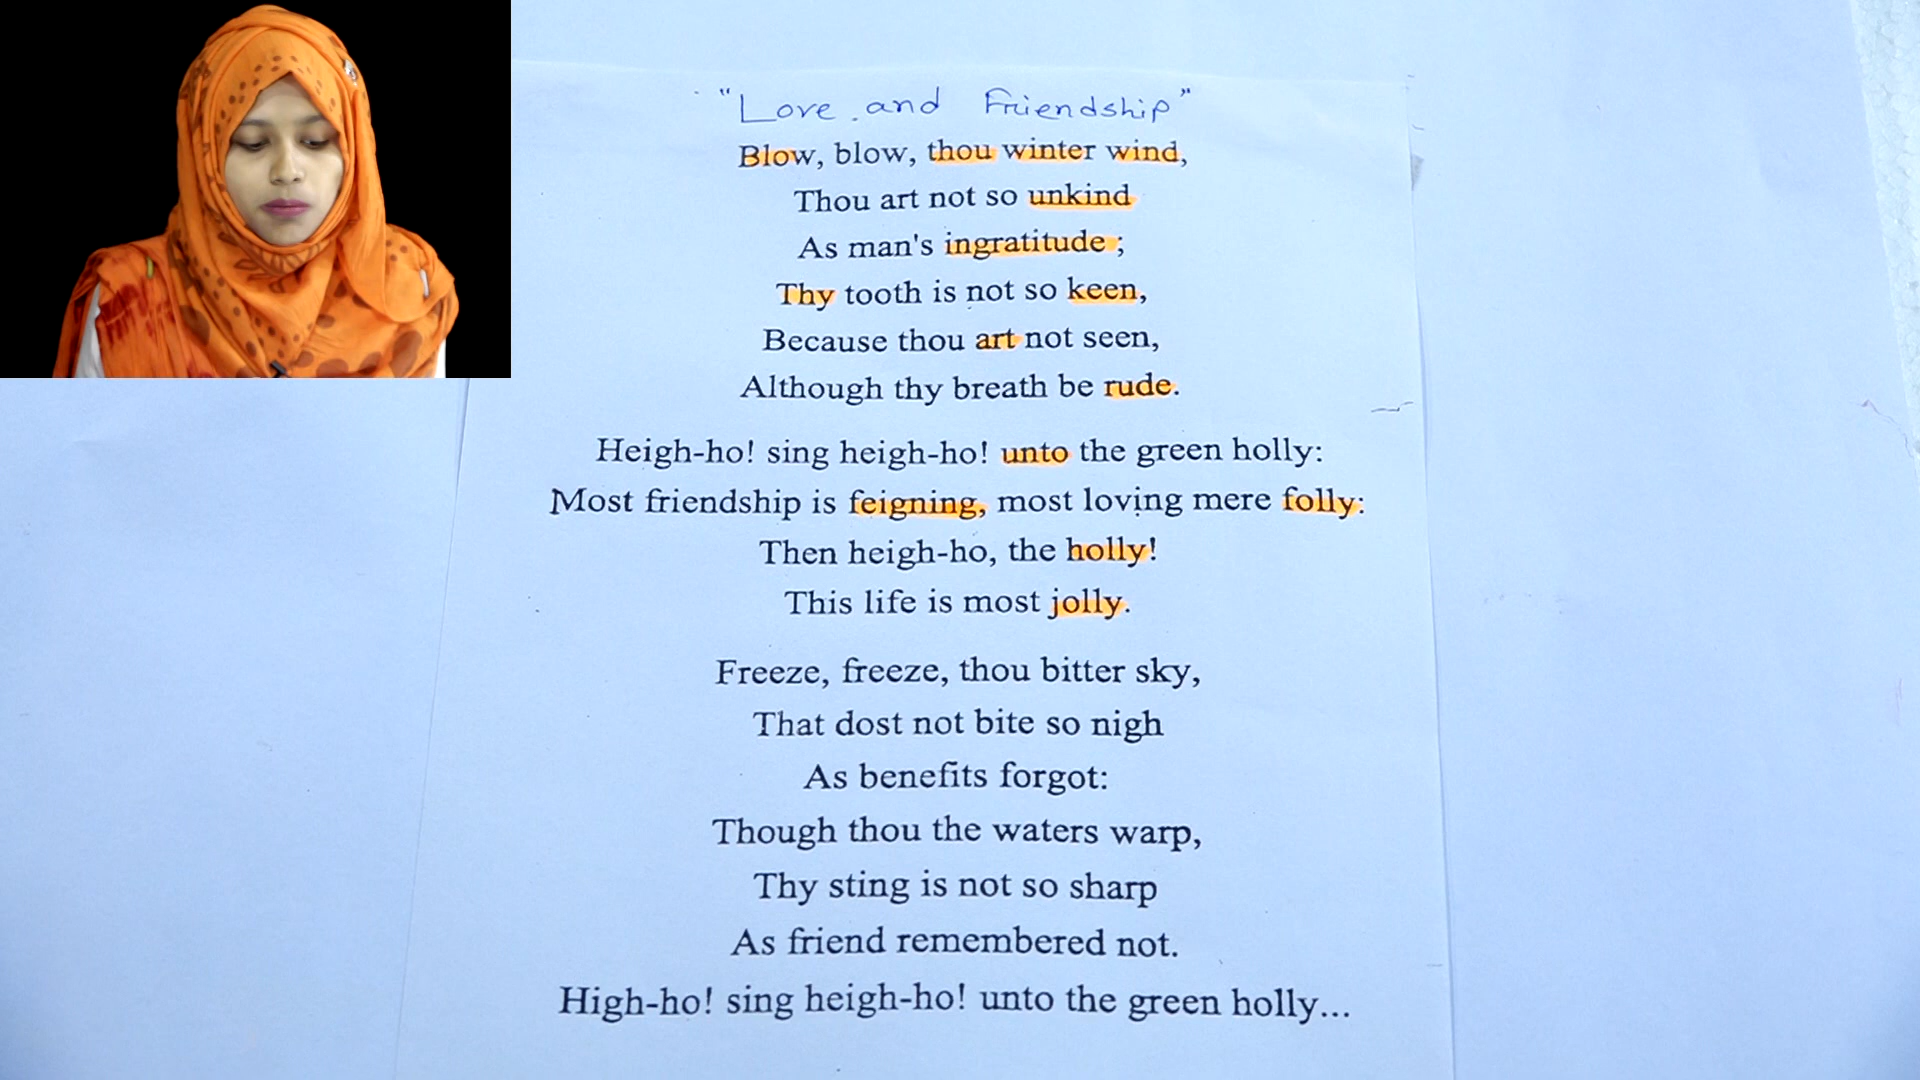 "Love and Friendship"
Blow, blow, thou winter wind,
Thou art not so unkind
As man's ingratitude ;
Thy tooth is not so keen,
Because thou art not seen,
Although thy breath be rude.
Heigh-ho! sing heigh-ho! unto the green holly:
Most friendship is feigning, most loving mere folly:
Then heigh-ho, the holly!
This life is most jolly.
Freeze, freeze, thou bitter sky,
That dost not bite so nigh
As benefits forgot:
Though thou the waters warp,
Thy sting is not so sharp
As friend remembered not.
High-ho! sing heigh-ho! unto the green holly...